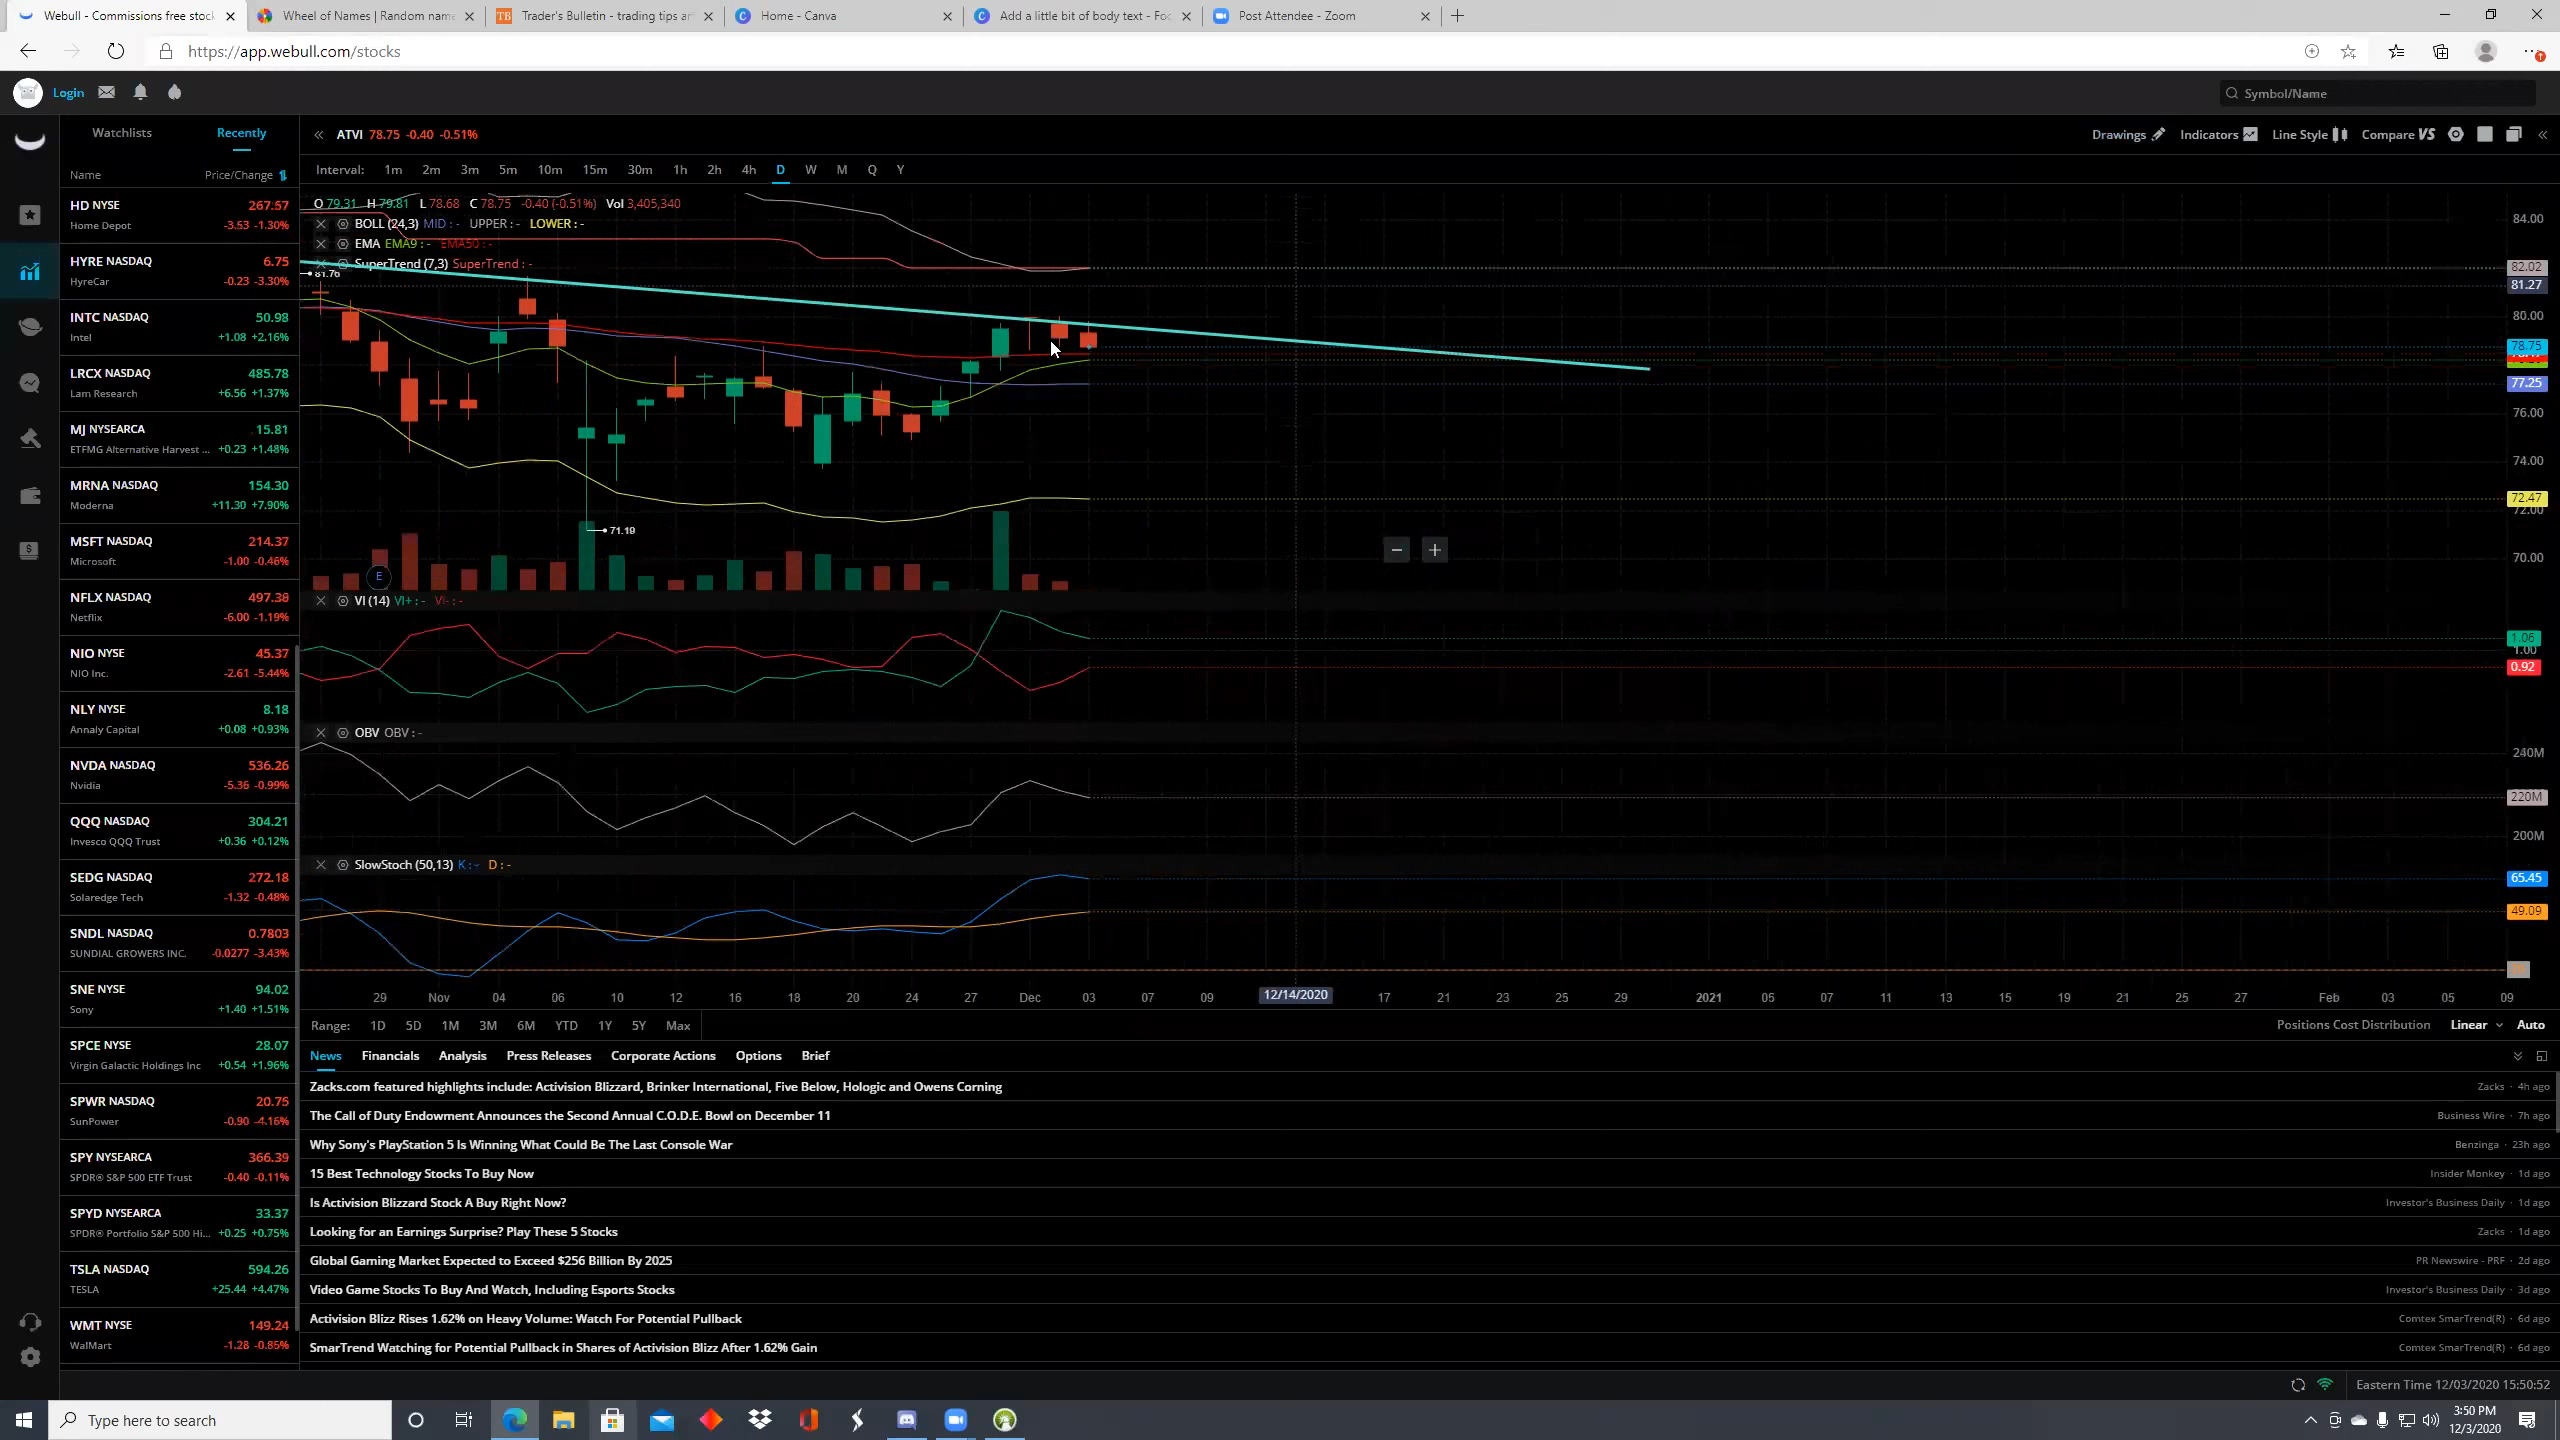 Webull - Commissions free stock
Wheel of Names | Random name
Trader's Bulletin - trading tips ar
Home - Canva
Add a little bit of body text - Foc
Post Attendee - Zoom
https://app.webull.com/stocks
Login
Symbol/Name
Watchlists Recently
ATVI 78.75 -0.40 -0.51%
Drawings Indicators Line Style Compare VS
Interval: 1m 2m 3m 5m 10m 15m 30m 1h 2h 4h D W M Q Y
Name Price/Change
HD NYSE 267.57
Home Depot -3.53 -1.30%
HYRE NASDAQ 6.75
HyreCar -0.23 -3.30%
INTC NASDAQ 50.98
Intel +1.08 +2.16%
LRCX NASDAQ 485.78
Lam Research +6.56 +1.37%
MJ NYSEARCA 15.81
ETFMG Alternative Harvest ... +0.23 +1.48%
MRNA NASDAQ 154.30
Moderna +11.30 +7.90%
MSFT NASDAQ 214.37
Microsoft -1.00 -0.46%
NFLX NASDAQ 497.38
Netflix -6.00 -1.19%
NIO NYSE 45.37
NIO Inc. -2.61 -5.44%
NLY NYSE 8.18
Annaly Capital +0.08 +0.93%
NVDA NASDAQ 536.26
Nvidia -5.36 -0.99%
QQQ NASDAQ 304.21
Invesco QQQ Trust +0.36 +0.12%
SEDG NASDAQ 272.18
Solaredge Tech -1.32 -0.48%
SNDL NASDAQ 0.7803
SUNDIAL GROWERS INC. -0.0277 -3.43%
SNE NYSE 94.02
Sony +1.40 +1.51%
SPCE NYSE 28.07
Virgin Galactic Holdings Inc +0.54 +1.96%
SPWR NASDAQ 20.75
SunPower -0.90 -4.16%
SPY NYSEARCA 366.39
SPDR® S&P 500 ETF Trust -0.40 -0.11%
SPYD NYSEARCA 33.37
SPDR® Portfolio S&P 500 Hi... +0.25 +0.75%
TSLA NASDAQ 594.26
TESLA +25.44 +4.47%
WMT NYSE 149.24
WalMart -1.28 -0.85%
O 79.31 H 79.81 L 78.68 C 78.75 -0.40 (-0.51%) Vol 3,405,340
BOLL (24,3) MID : - UPPER : - LOWER : -
EMA EMA9 : - EMA50 : -
SuperTrend (7,3) SuperTrend : -
81.76
71.19
E
84.00
82.02
81.27
80.00
78.75
77.25
76.00
74.00
72.47
72.00
70.00
VI (14) VI+ : - VI- : -
1.06
1.00
0.92
OBV OBV : -
240M
220M
200M
SlowStoch (50,13) K : - D : -
65.45
49.09
29 Nov 04 06 10 12 16 18 20 24 27 Dec 03 07 09 12/14/2020 17 21 23 25 29 2021 05 07 11 13 15 19 21 25 27 Feb 03 05 09
Range: 1D 5D 1M 3M 6M YTD 1Y 5Y Max
Positions Cost Distribution Linear Auto
News Financials Analysis Press Releases Corporate Actions Options Brief
Zacks.com featured highlights include: Activision Blizzard, Brinker International, Five Below, Hologic and Owens Corning Zacks · 4h ago
The Call of Duty Endowment Announces the Second Annual C.O.D.E. Bowl on December 11 Business Wire · 7h ago
Why Sony's PlayStation 5 Is Winning What Could Be The Last Console War Benzinga · 23h ago
15 Best Technology Stocks To Buy Now Insider Monkey · 1d ago
Is Activision Blizzard Stock A Buy Right Now? Investor's Business Daily · 1d ago
Looking for an Earnings Surprise? Play These 5 Stocks Zacks · 1d ago
Global Gaming Market Expected to Exceed $256 Billion By 2025 PR Newswire - PRF · 2d ago
Video Game Stocks To Buy And Watch, Including Esports Stocks Investor's Business Daily · 3d ago
Activision Blizz Rises 1.62% on Heavy Volume: Watch For Potential Pullback Comtex SmarTrend(R) · 6d ago
SmarTrend Watching for Potential Pullback in Shares of Activision Blizz After 1.62% Gain Comtex SmarTrend(R) · 6d ago
Eastern Time 12/03/2020 15:50:52
Type here to search
3:50 PM
12/3/2020